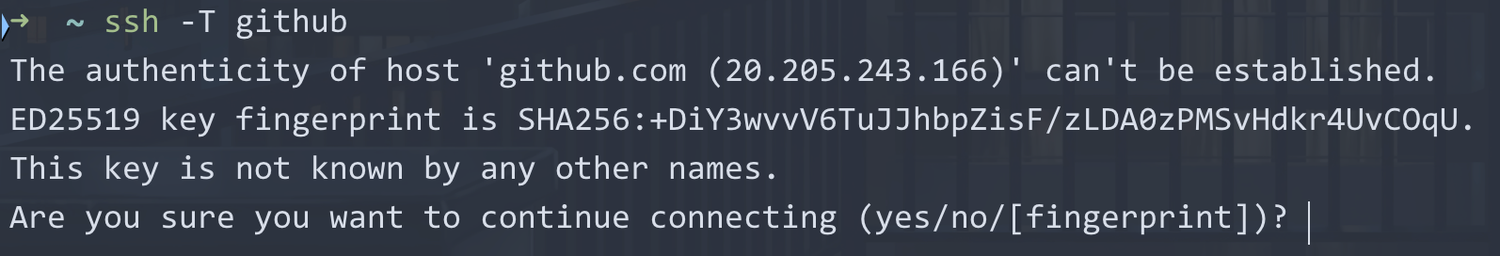 ➜  ~ ssh -T github
The authenticity of host 'github.com (20.205.243.166)' can't be established.
ED25519 key fingerprint is SHA256:+DiY3wvvV6TuJJhbpZisF/zLDA0zPMSvHdkr4UvCOqU.
This key is not known by any other names.
Are you sure you want to continue connecting (yes/no/[fingerprint])?